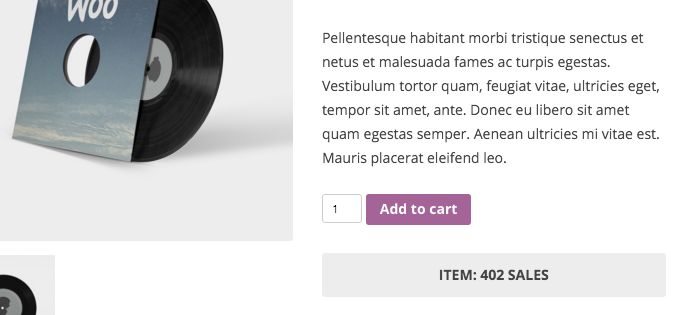 WOO
Pellentesque habitant morbi tristique senectus et
netus et malesuada fames ac turpis egestas.
Vestibulum tortor quam, feugiat vitae, ultricies eget,
tempor sit amet, ante. Donec eu libero sit amet
quam egestas semper. Aenean ultricies mi vitae est.
Mauris placerat eleifend leo.
1
Add to cart
ITEM: 402 SALES